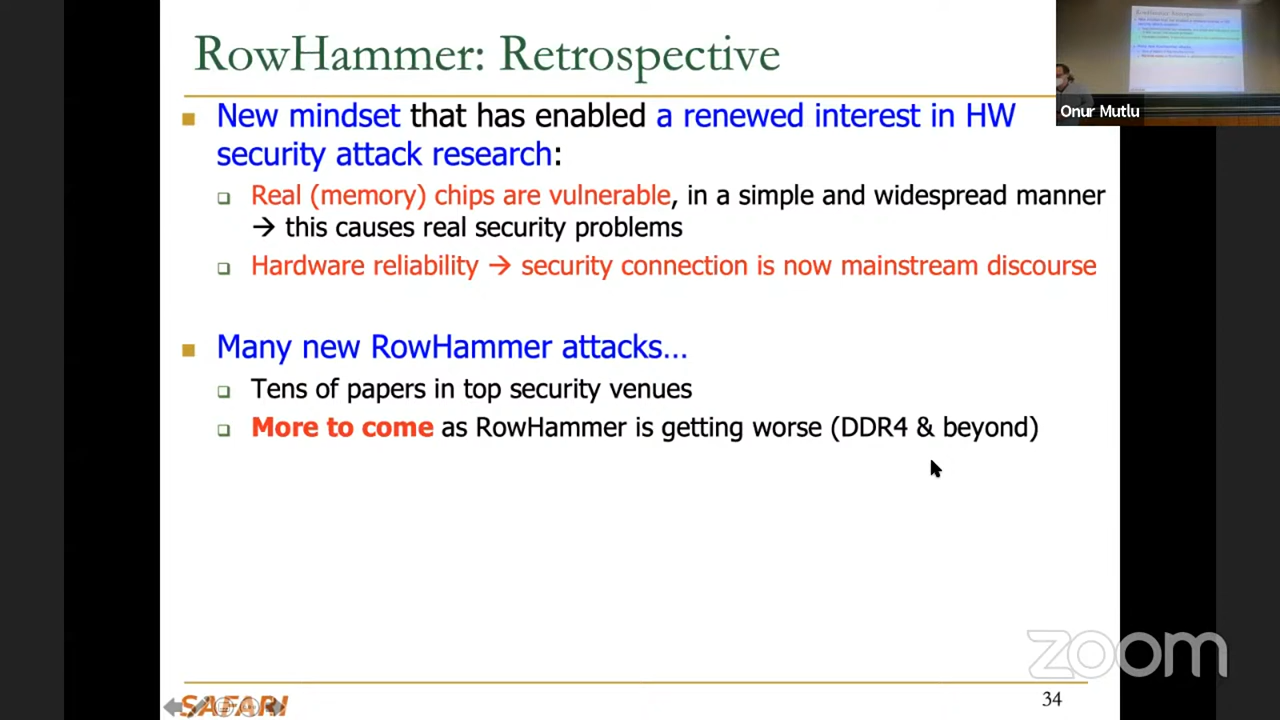 RowHammer: Retrospective
Onur Mutlu
New mindset that has enabled a renewed interest in HW
security attack research:
Real (memory) chips are vulnerable, in a simple and widespread manner
→ this causes real security problems
Hardware reliability → security connection is now mainstream discourse
Many new RowHammer attacks…
Tens of papers in top security venues
More to come as RowHammer is getting worse (DDR4 & beyond)
zoom
SAFARI
34